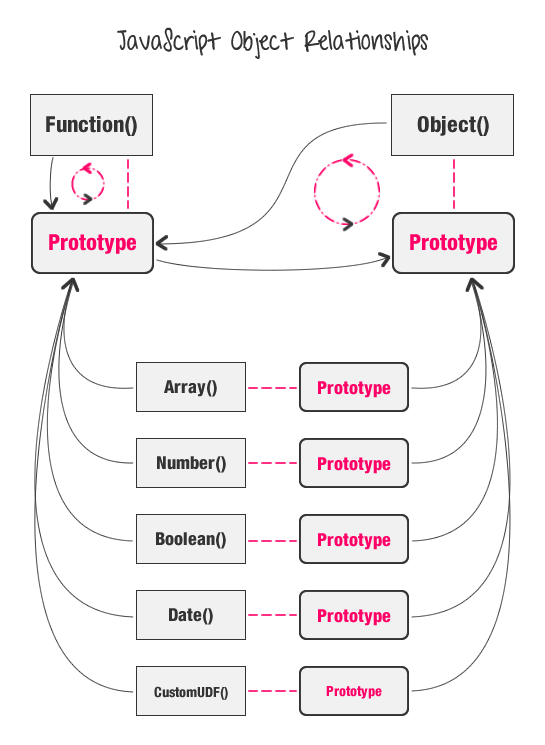 JavaScript Object Relationships
Function()
Object()
Prototype
Prototype
Array()
Prototype
Number()
Prototype
Boolean()
Prototype
Date()
Prototype
CustomUDF()
Prototype